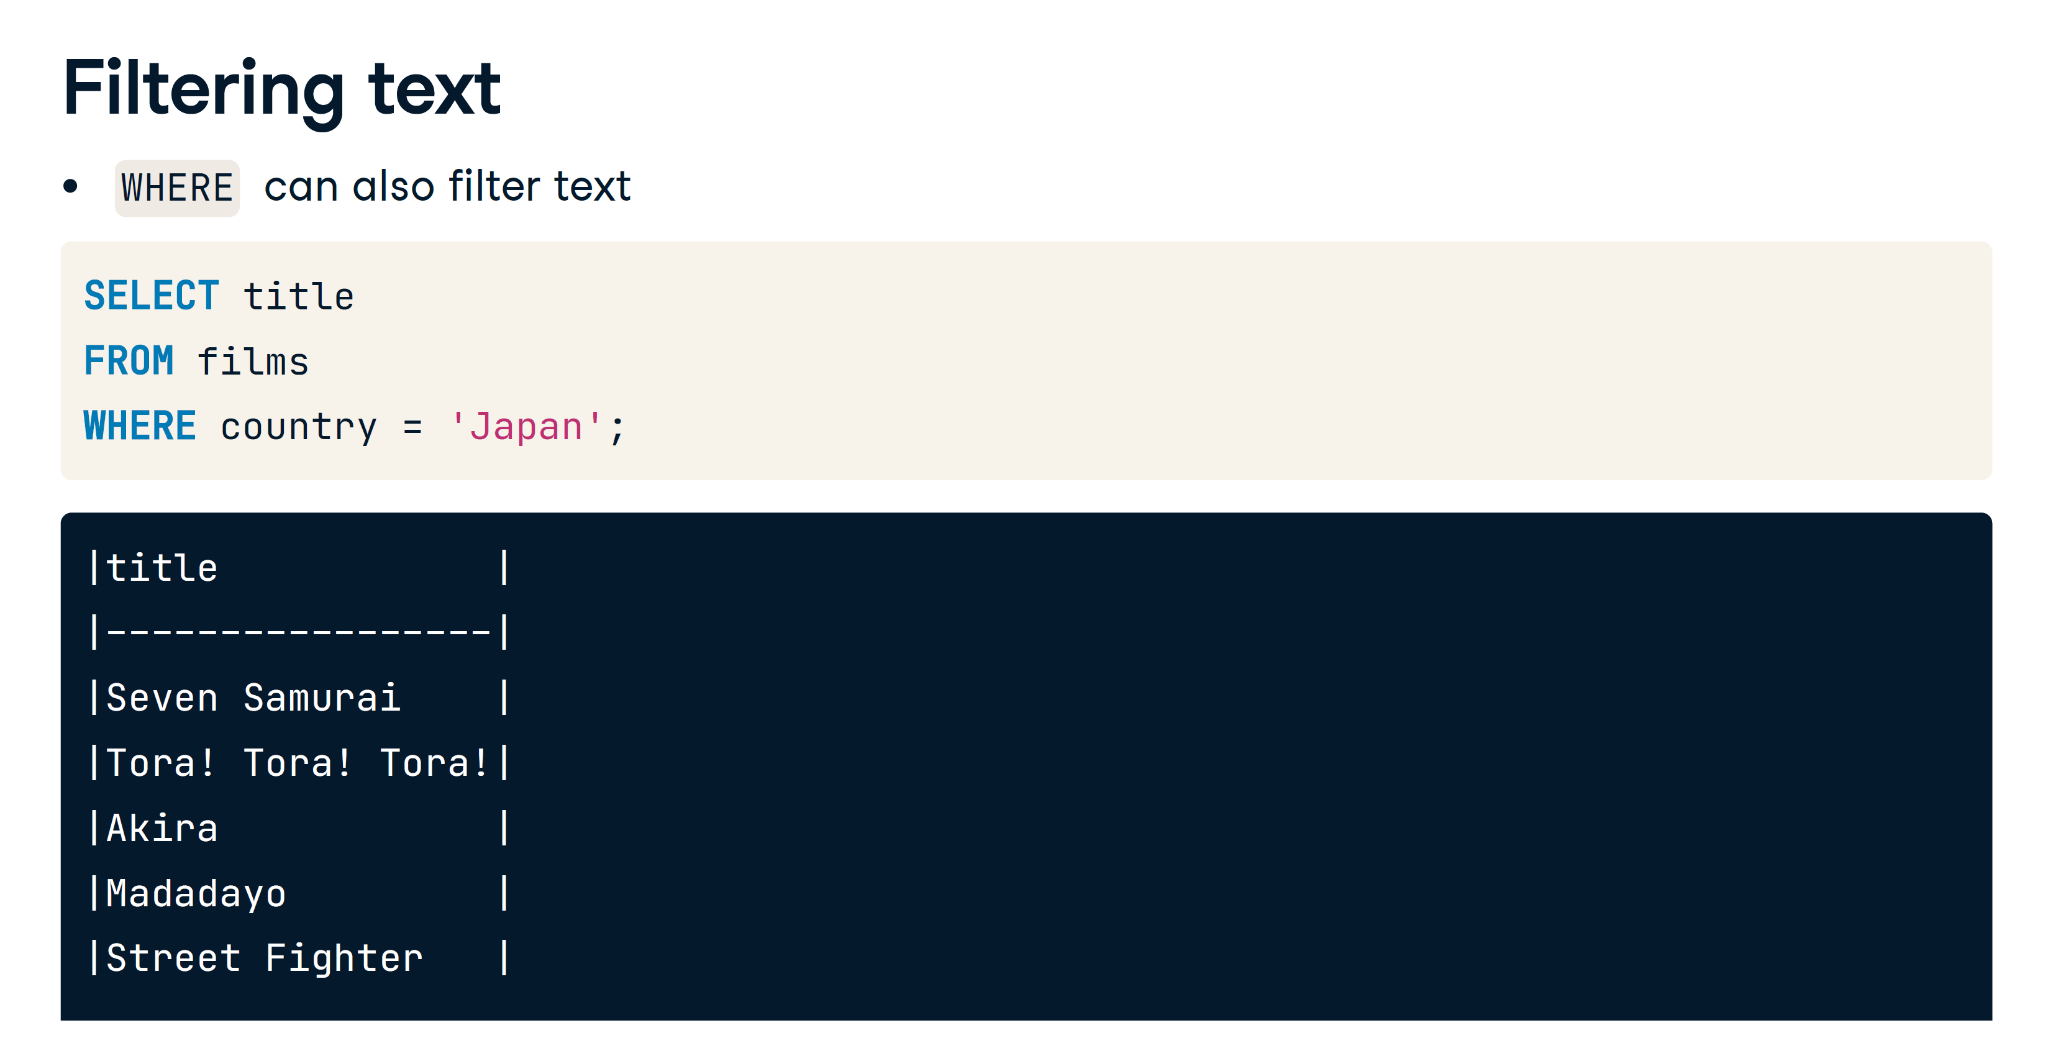 Filtering text
• WHERE can also filter text
SELECT title
FROM films
WHERE country = 'Japan';
|title            |
|-----------------|
|Seven Samurai    |
|Tora! Tora! Tora!|
|Akira            |
|Madadayo         |
|Street Fighter   |